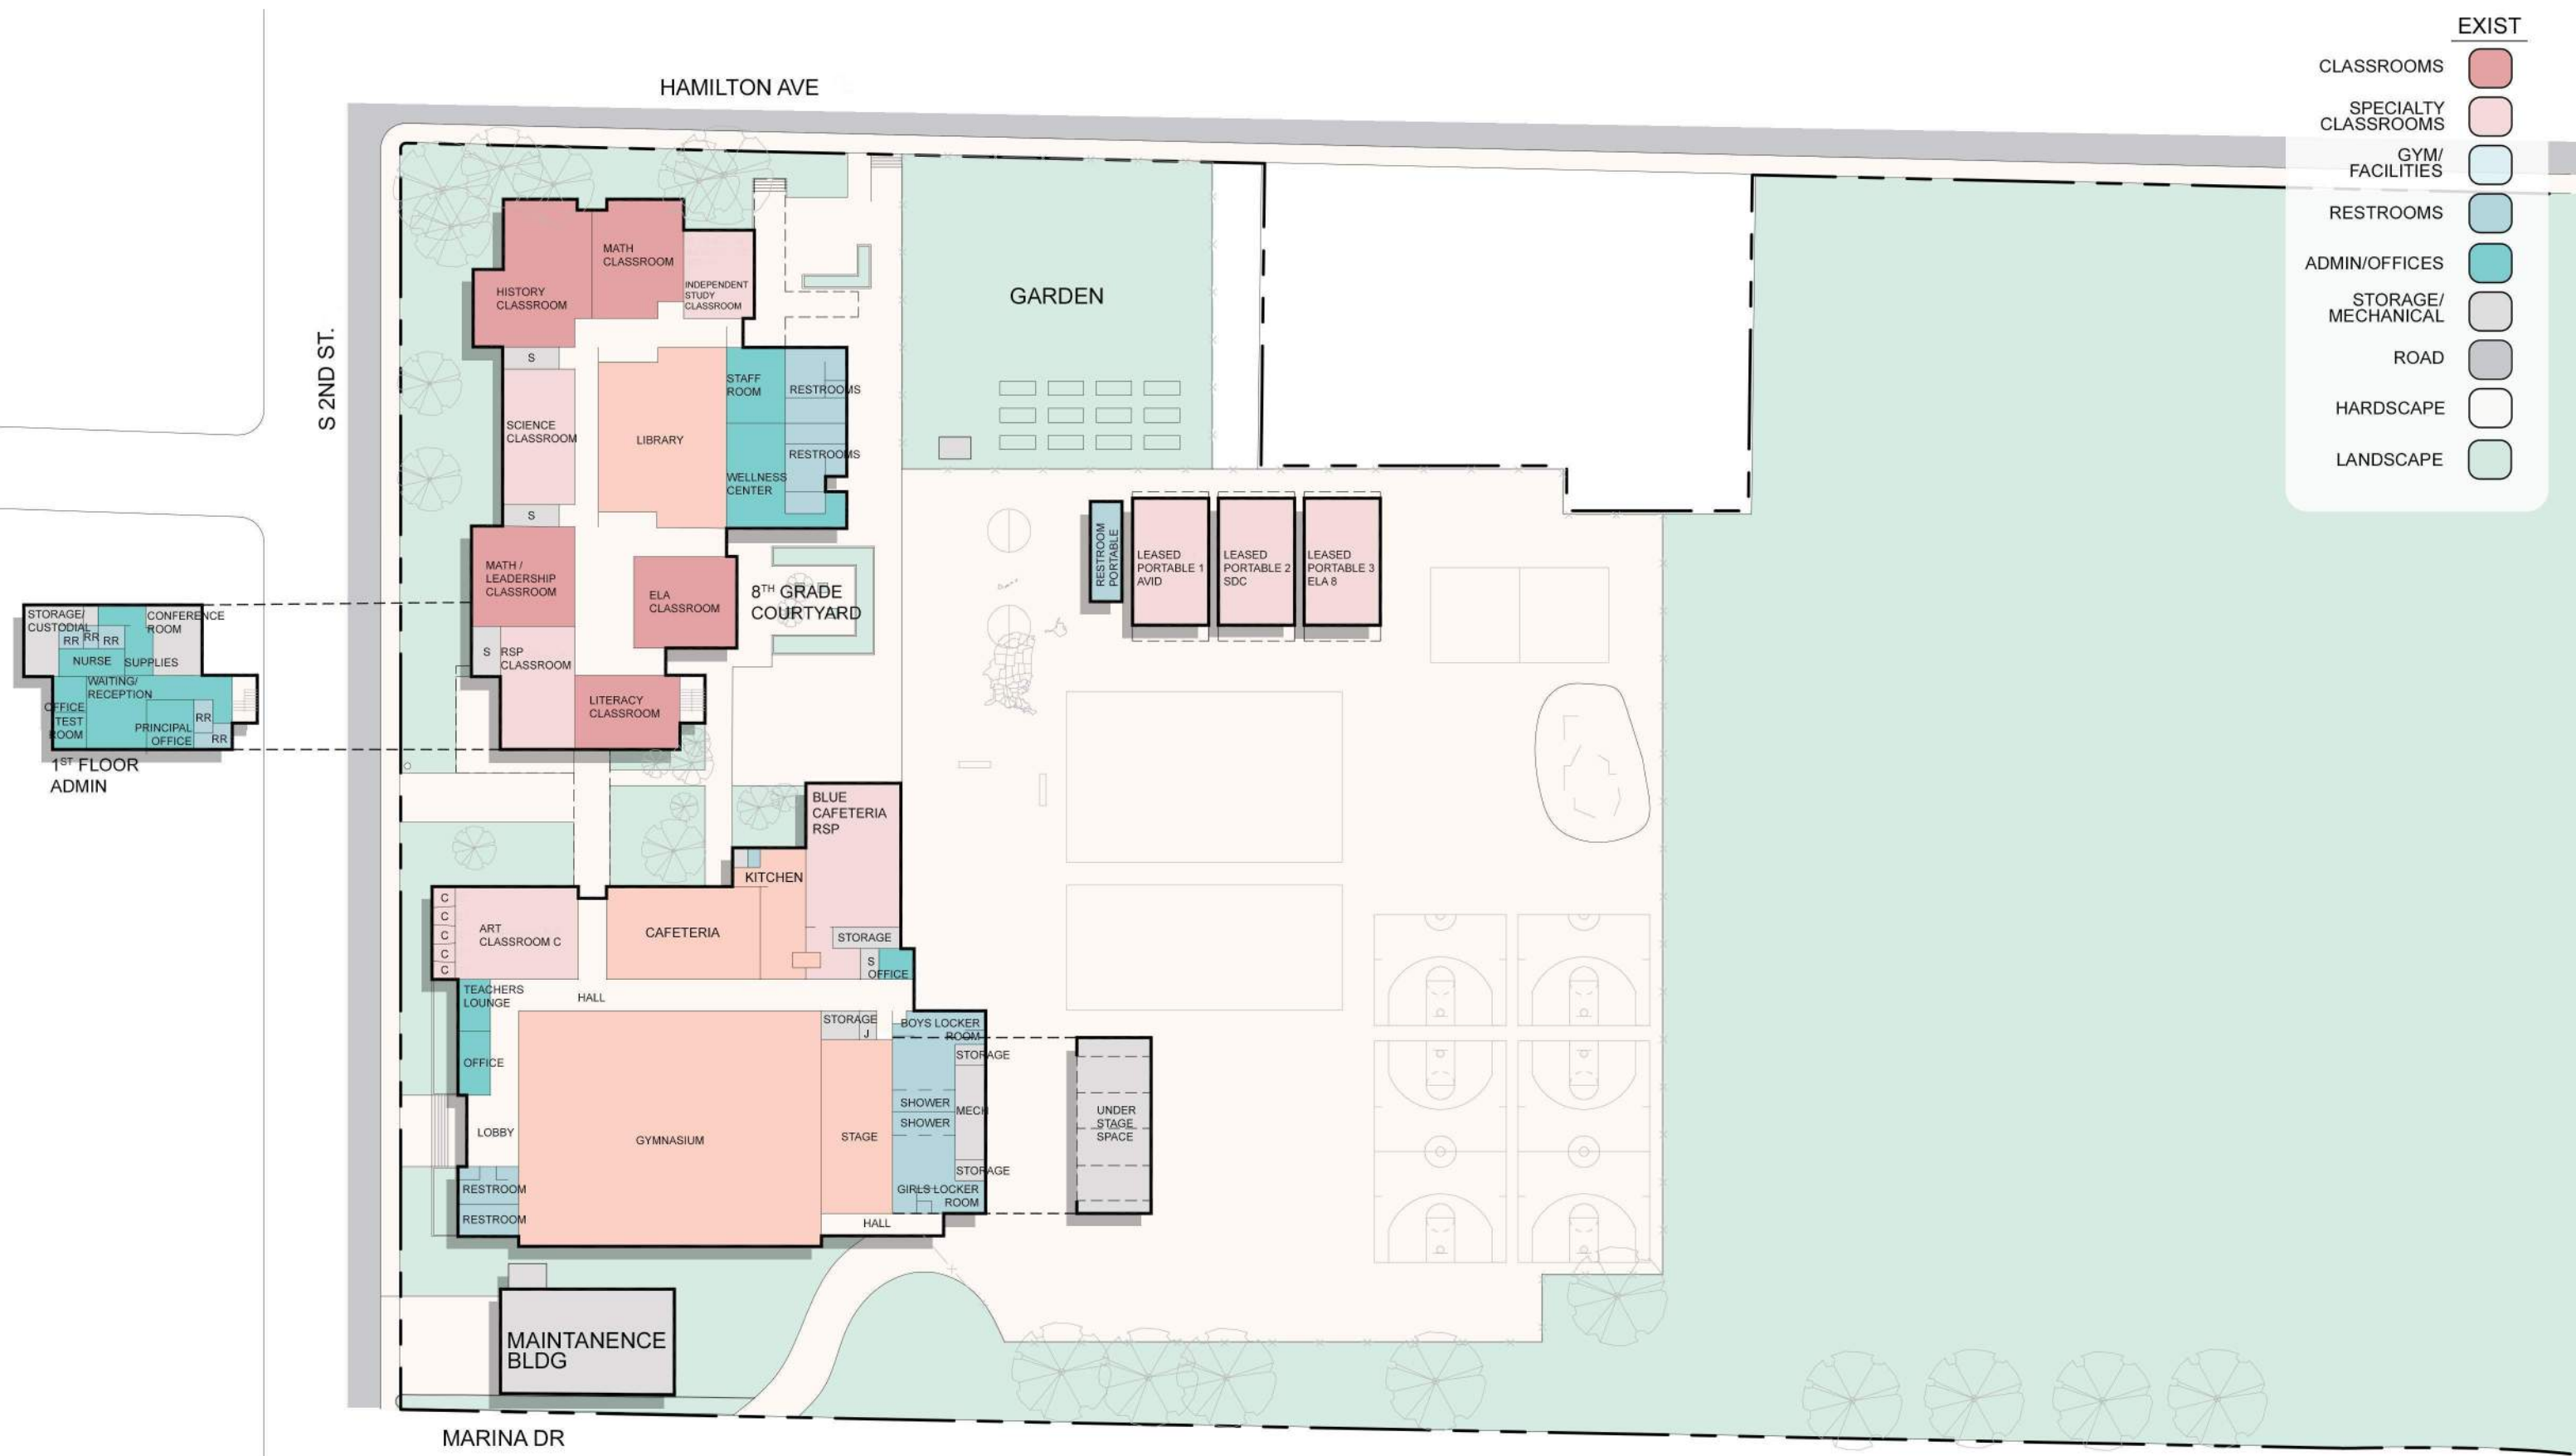 EXIST
CLASSROOMS
SPECIALTY
CLASSROOMS
GYM/
FACILITIES
RESTROOMS
ADMIN/OFFICES
STORAGE/
MECHANICAL
ROAD
HARDSCAPE
LANDSCAPE
HAMILTON AVE
S 2ND ST.
MATH
CLASSROOM
HISTORY
CLASSROOM
INDEPENDENT
STUDY
CLASSROOM
GARDEN
S
SCIENCE
CLASSROOM
LIBRARY
STAFF
ROOM
RESTROOMS
RESTROOMS
WELLNESS
CENTER
S
MATH /
LEADERSHIP
CLASSROOM
ELA
CLASSROOM
8TH GRADE
COURTYARD
RESTROOM
PORTABLE
LEASED
PORTABLE 1
AVID
LEASED
PORTABLE 2
SDC
LEASED
PORTABLE 3
ELA 8
S
RSP
CLASSROOM
LITERACY
CLASSROOM
STORAGE/
CUSTODIAL
CONFERENCE
ROOM
RR
RR
RR
NURSE
SUPPLIES
WAITING/
RECEPTION
OFFICE
TEST
ROOM
PRINCIPAL
OFFICE
RR
RR
1ST FLOOR
ADMIN
BLUE
CAFETERIA
RSP
KITCHEN
C
C
C
C
C
ART
CLASSROOM C
CAFETERIA
STORAGE
S
OFFICE
TEACHERS
LOUNGE
HALL
STORAGE
J
BOYS LOCKER
ROOM
STORAGE
OFFICE
SHOWER
MECH
SHOWER
UNDER
STAGE
SPACE
LOBBY
GYMNASIUM
STAGE
STORAGE
RESTROOM
GIRLS LOCKER
ROOM
RESTROOM
HALL
MAINTANENCE
BLDG
MARINA DR